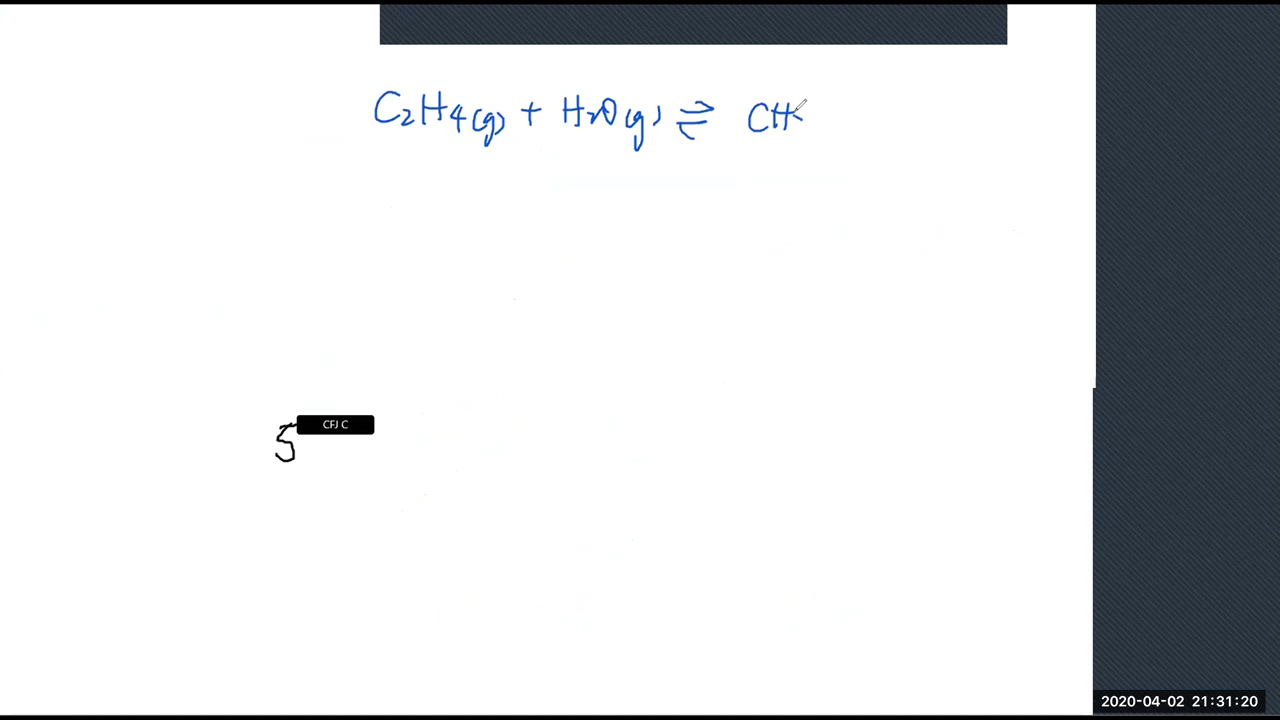 C₂H₄(g) + H₂O(g) ⇌ CH
5
CFJ C
2020-04-02 21:31:20